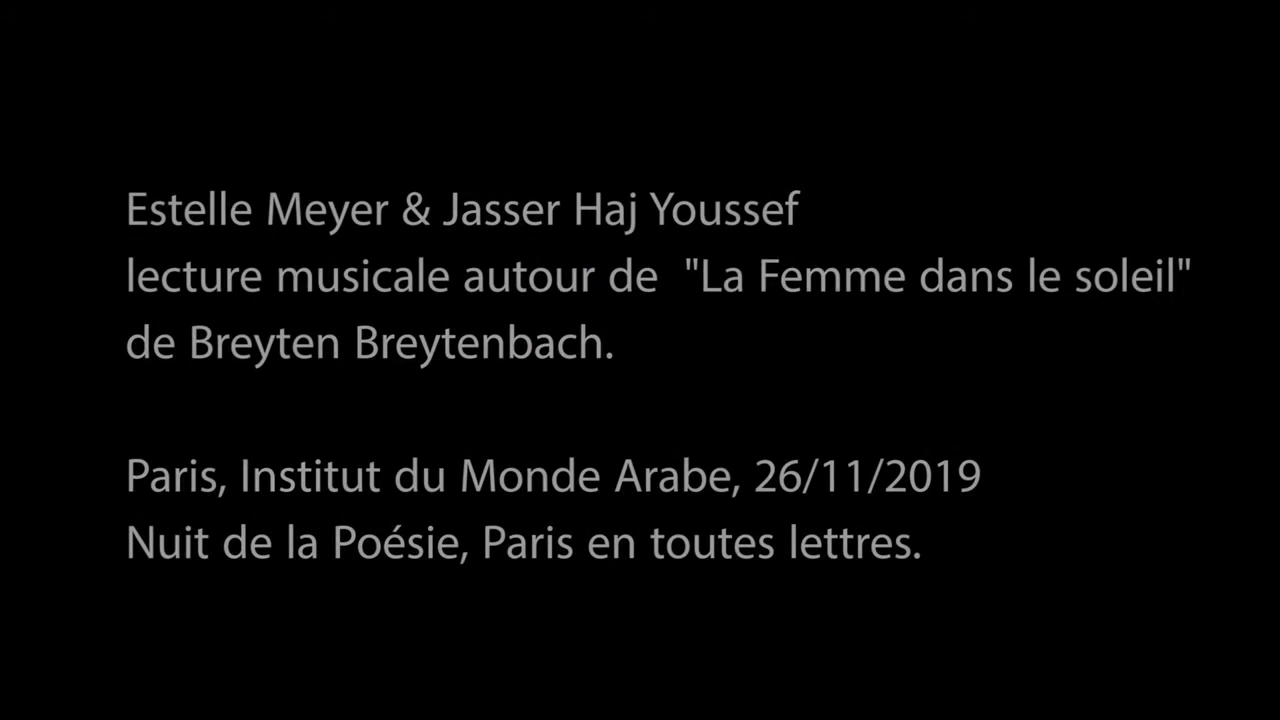 Estelle Meyer & Jasser Haj Youssef
lecture musicale autour de  "La Femme dans le soleil"
de Breyten Breytenbach.
Paris, Institut du Monde Arabe, 26/11/2019
Nuit de la Poésie, Paris en toutes lettres.